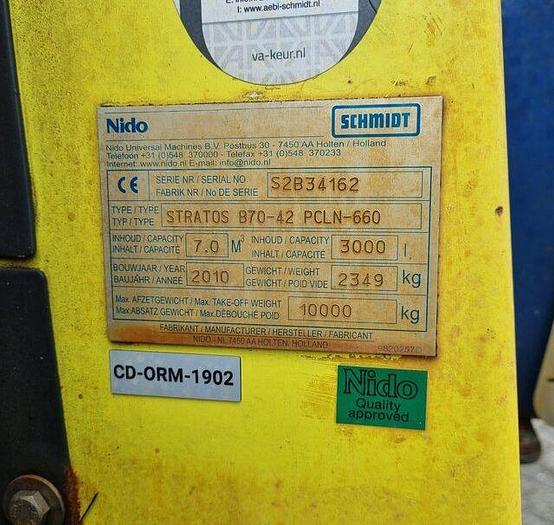 I: www.aebi-schmidt.nl
va-keur.nl
Nido SCHMIDT
Nido Universal Machines B.V. Postbus 30 - 7450 AA Holten / Holland
Telefoon +31 (0)548 370000 - Telefax +31 (0)548 370233
Internet: www.nido.nl E-mail: info@nido.nl
CE SERIE NR / SERIAL NO S2B34162
FABRIK NR / No DE SERIE
TYPE / TYPE STRATOS B70-42 PCLN-660
TYP / TYPE
INHOUD / CAPACITY 7.0 M³ INHOUD / CAPACITY 3000 l
INHALT / CAPACITÉ INHALT / CAPACITÉ
BOUWJAAR / YEAR 2010 GEWICHT / WEIGHT 2349 kg
BAUJAHR / ANNÉE GEWICHT / POID VIDE
Max. AFZETGEWICHT / Max. TAKE-OFF WEIGHT 10000 kg
Max. ABSATZ GEWICHT / Max. DÉBOUCHÉ POID
FABRIKANT / MANUFACTURER / HERSTELLER / FABRICANT
NIDO - NL 7450 AA HOLTEN, HOLLAND
CD-ORM-1902
Nido
Quality
approved